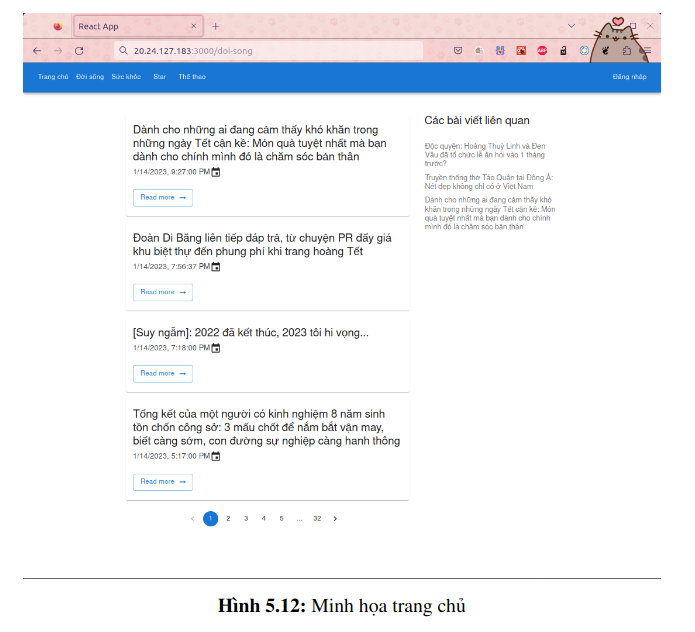 React App
20.24.127.183:3000/doi-song
Trang chủ Đời sống Sức khỏe Star Thể thao Đăng nhập
Dành cho những ai đang cảm thấy khó khăn trong
những ngày Tết cận kề: Món quà tuyệt nhất mà bạn
dành cho chính mình đó là chăm sóc bản thân
1/14/2023, 9:27:00 PM
Read more →
Đoàn Di Băng liên tiếp đáp trả, từ chuyện PR đẩy giá
khu biệt thự đến phung phí khi trang hoàng Tết
1/14/2023, 7:56:37 PM
Read more →
[Suy ngẫm]: 2022 đã kết thúc, 2023 tôi hi vọng...
1/14/2023, 7:18:00 PM
Read more →
Tổng kết của một người có kinh nghiệm 8 năm sinh
tồn chốn công sở: 3 mấu chốt để nắm bắt vận may,
biết càng sớm, con đường sự nghiệp càng hanh thông
1/14/2023, 5:17:00 PM
Read more →
‹ 1 2 3 4 5 ... 32 ›
Các bài viết liên quan
Độc quyền: Hoàng Thuỳ Linh và Đen
Vâu đã tổ chức lễ ăn hỏi vào 1 tháng
trước?
Truyền thống thờ Táo Quân tại Đông Á:
Nét đẹp không chỉ có ở Việt Nam
Dành cho những ai đang cảm thấy khó
khăn trong những ngày Tết cận kề: Món
quà tuyệt nhất mà bạn dành cho chính
mình đó là chăm sóc bản thân
Hình 5.12: Minh họa trang chủ